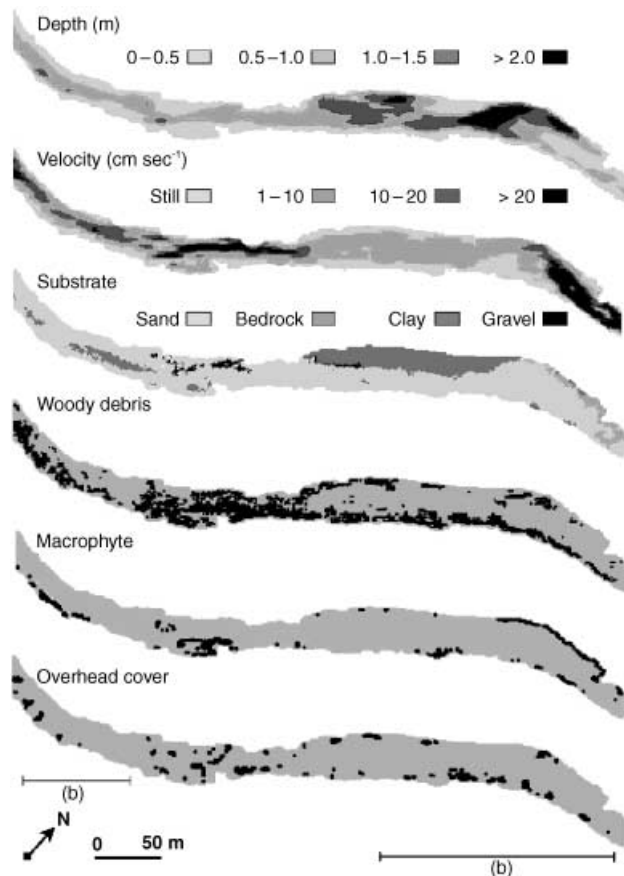 Depth (m)
0–0.5 0.5–1.0 1.0–1.5 > 2.0
Velocity (cm sec⁻¹)
Still 1–10 10–20 > 20
Substrate
Sand Bedrock Clay Gravel
Woody debris
Macrophyte
Overhead cover
(b)
N
0 50 m
(b)